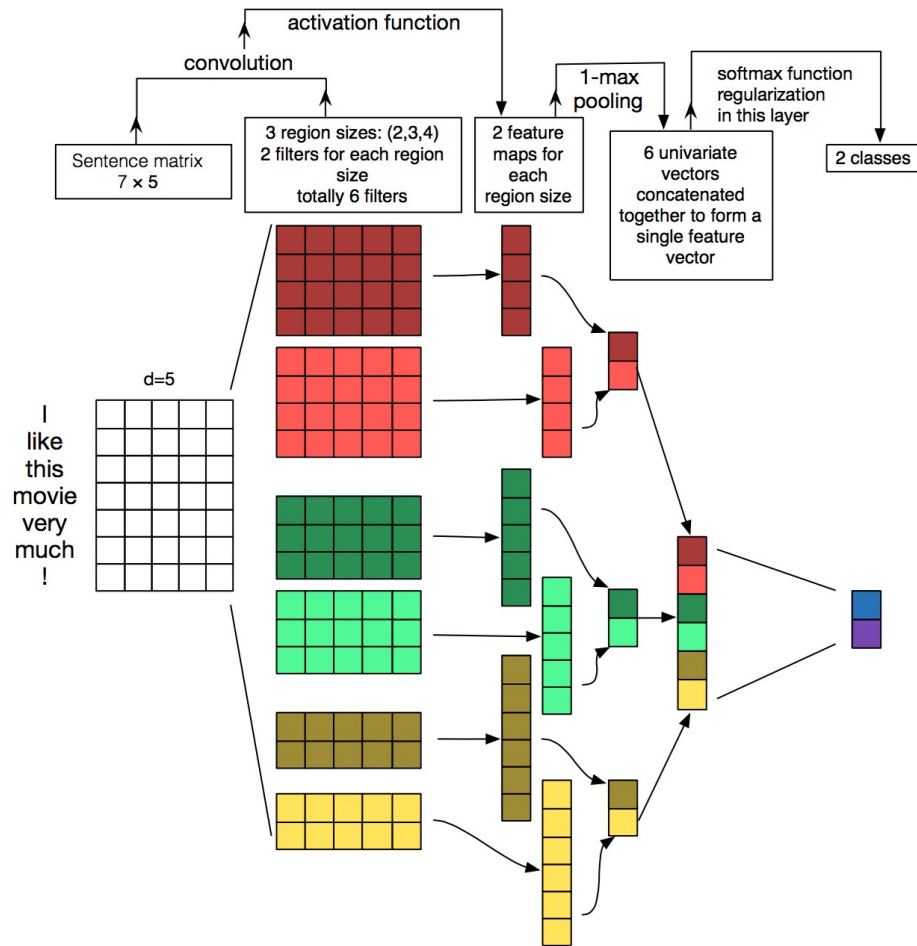 activation function
convolution
1-max
pooling
softmax function
regularization
in this layer
Sentence matrix
7 × 5
3 region sizes: (2,3,4)
2 filters for each region
size
totally 6 filters
2 feature
maps for
each
region size
6 univariate
vectors
concatenated
together to form a
single feature
vector
2 classes
d=5
I
like
this
movie
very
much
!